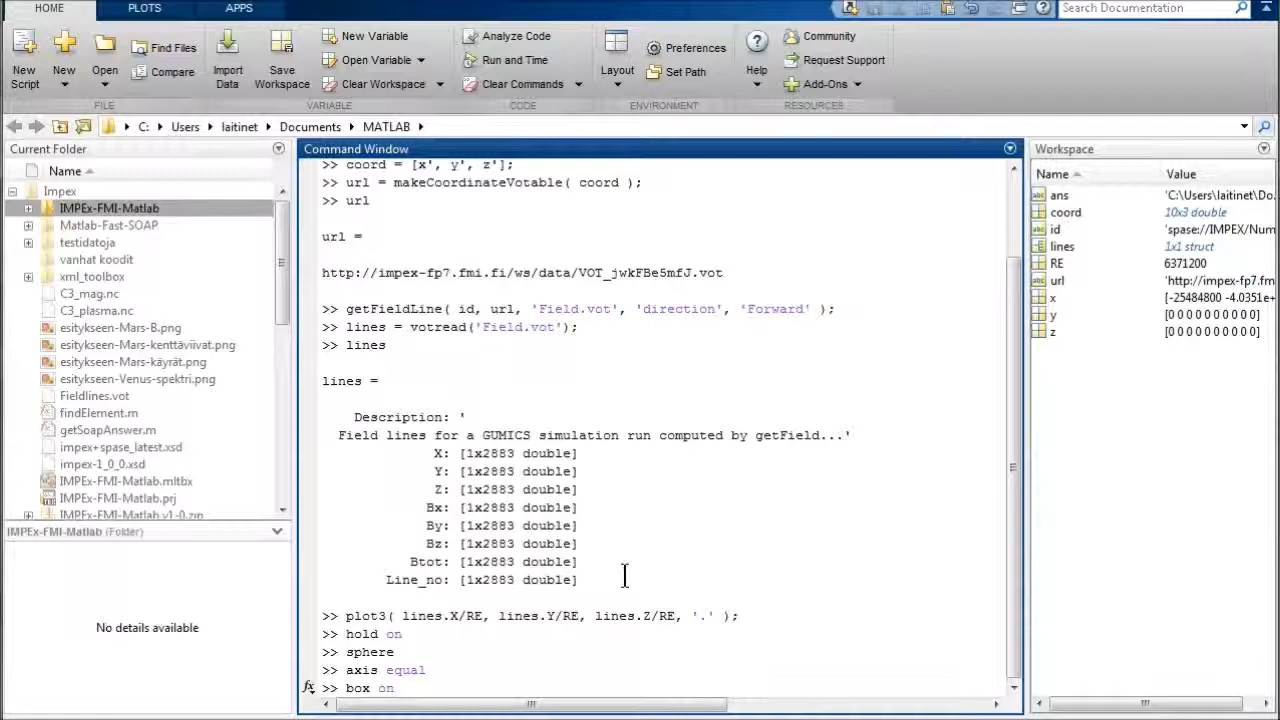 HOME
PLOTS
APPS
Search Documentation
New Script
New
Open
Find Files
Compare
Import Data
Save Workspace
New Variable
Open Variable
Clear Workspace
Analyze Code
Run and Time
Clear Commands
Layout
Preferences
Set Path
Help
Community
Request Support
Add-Ons
FILE
VARIABLE
CODE
ENVIRONMENT
RESOURCES
C:
Users
laitinet
Documents
MATLAB
Current Folder
Name
Impex
IMPEx-FMI-Matlab
Matlab-Fast-SOAP
testidatoja
vanhat koodit
xml_toolbox
C3_mag.nc
C3_plasma.nc
esitykseen-Mars-B.png
esitykseen-Mars-kenttäviivat.png
esitykseen-Mars-käyrät.png
esitykseen-Venus-spektri.png
Fieldlines.vot
findElement.m
getSoapAnswer.m
impex+spase_latest.xsd
impex-1_0_0.xsd
IMPEx-FMI-Matlab.mltbx
IMPEx-FMI-Matlab.prj
IMPEx-FMI-Matlab.v1-0.zip
IMPEx-FMI-Matlab (Folder)
No details available
Command Window
>> coord = [x', y', z'];
>> url = makeCoordinateVotable( coord );
>> url
url =
http://impex-fp7.fmi.fi/ws/data/VOT_jwkFBe5mfJ.vot
>> getFieldLine( id, url, 'Field.vot', 'direction', 'Forward' );
>> lines = votread('Field.vot');
>> lines
lines =
Description: '
Field lines for a GUMICS simulation run computed by getField...'
X: [1x2883 double]
Y: [1x2883 double]
Z: [1x2883 double]
Bx: [1x2883 double]
By: [1x2883 double]
Bz: [1x2883 double]
Btot: [1x2883 double]
Line_no: [1x2883 double]
>> plot3( lines.X/RE, lines.Y/RE, lines.Z/RE, '.' );
>> hold on
>> sphere
>> axis equal
fx >> box on
Workspace
Name
Value
ans 'C:\Users\laitinet\Do...
coord 10x3 double
id 'spase://IMPEX/Num
lines 1x1 struct
RE 6371200
url 'http://impex-fp7.fm
x [-25484800 -4.0351e+
y [0 0 0 0 0 0 0 0 0 0]
z [0 0 0 0 0 0 0 0 0 0]